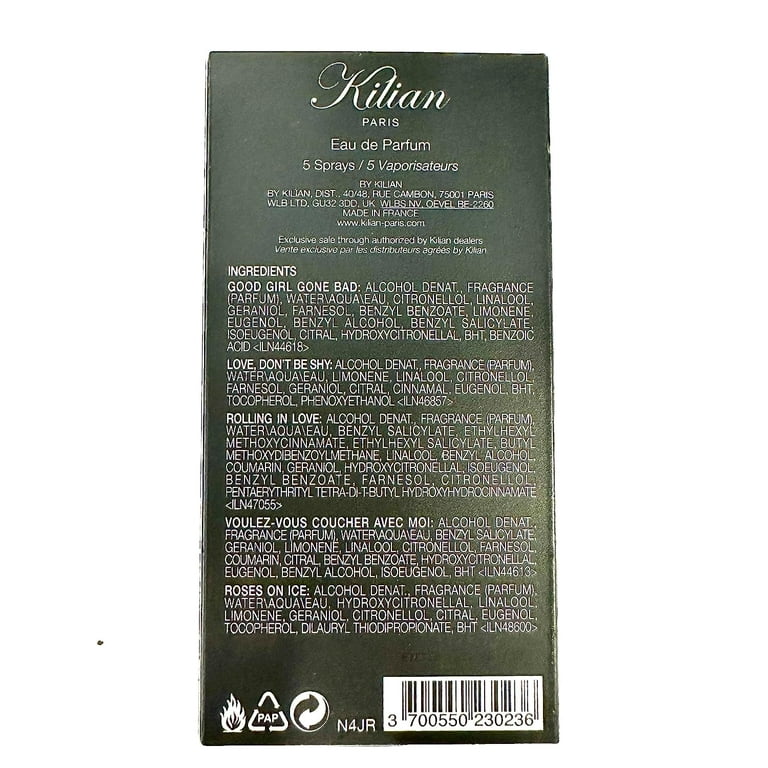 Kilian
PARIS
Eau de Parfum
5 Sprays / 5 Vaporisateurs
BY KILIAN
BY KILIAN, DIST., 40/48, RUE CAMBON, 75001 PARIS
WLB LTD, GU32 3DD, UK WLBS NV, OEVEL BE-2260
MADE IN FRANCE
www.kilian-paris.com
Exclusive sale through authorized by Kilian dealers
Vente exclusive par les distributeurs agréés by Kilian
INGREDIENTS
GOOD GIRL GONE BAD: ALCOHOL DENAT., FRAGRANCE
(PARFUM), WATER\AQUA\EAU, CITRONELLOL, LINALOOL,
GERANIOL, FARNESOL, BENZYL BENZOATE, LIMONENE,
EUGENOL, BENZYL ALCOHOL, BENZYL SALICYLATE,
ISOEUGENOL, CITRAL, HYDROXYCITRONELLAL, BHT, BENZOIC
ACID <ILN44618>
LOVE, DON'T BE SHY: ALCOHOL DENAT., FRAGRANCE (PARFUM),
WATER\AQUA\EAU, LIMONENE, LINALOOL, CITRONELLOL,
FARNESOL, GERANIOL, CITRAL, CINNAMAL, EUGENOL, BHT,
TOCOPHEROL, PHENOXYETHANOL <ILN46857>
ROLLING IN LOVE: ALCOHOL DENAT., FRAGRANCE (PARFUM),
WATER\AQUA\EAU, BENZYL SALICYLATE, ETHYLHEXYL
METHOXYCINNAMATE, ETHYLHEXYL SALICYLATE, BUTYL
METHOXYDIBENZOYLMETHANE, LINALOOL, BENZYL ALCOHOL,
COUMARIN, GERANIOL, HYDROXYCITRONELLAL, ISOEUGENOL,
BENZYL BENZOATE, FARNESOL, CITRONELLOL,
PENTAERYTHRITYL TETRA-DI-T-BUTYL HYDROXYHYDROCINNAMATE
<ILN47055>
VOULEZ-VOUS COUCHER AVEC MOI: ALCOHOL DENAT.,
FRAGRANCE (PARFUM), WATER\AQUA\EAU, BENZYL SALICYLATE,
GERANIOL, LIMONENE, LINALOOL, CITRONELLOL, FARNESOL,
COUMARIN, CITRAL, BENZYL BENZOATE, HYDROXYCITRONELLAL,
EUGENOL, BENZYL ALCOHOL, ISOEUGENOL, BHT <ILN44613>
ROSES ON ICE: ALCOHOL DENAT., FRAGRANCE (PARFUM),
WATER\AQUA\EAU, HYDROXYCITRONELLAL, LINALOOL,
LIMONENE, GERANIOL, CITRONELLOL, CITRAL, EUGENOL,
TOCOPHEROL, DILAURYL THIODIPROPIONATE, BHT <ILN48600>
PAP
N4JR
3 700550 230236